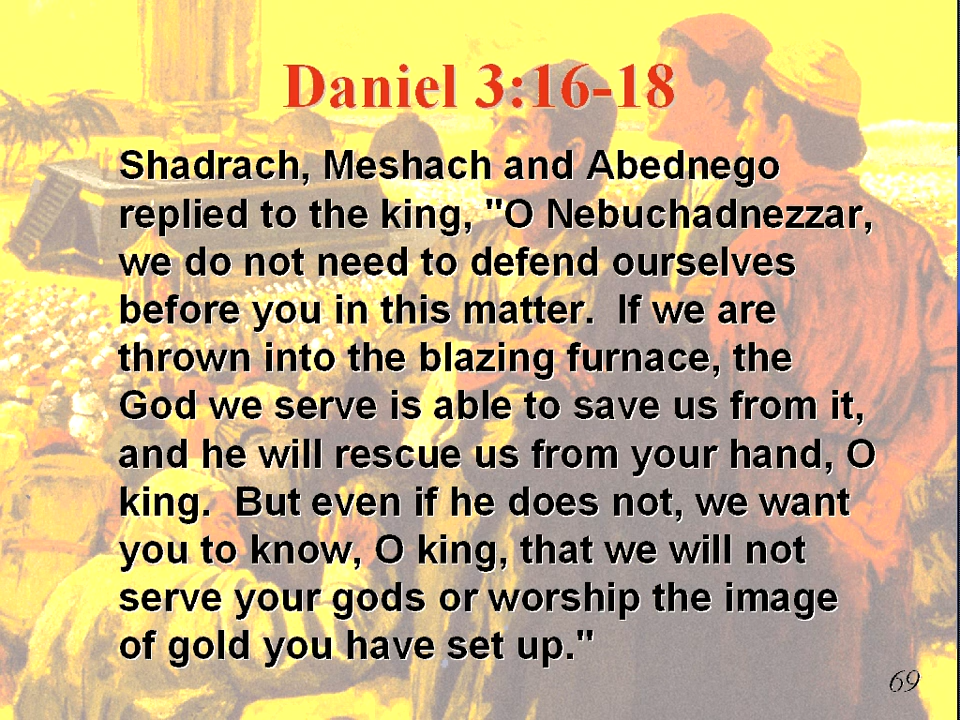 Daniel 3:16-18
Shadrach, Meshach and Abednego
replied to the king, "O Nebuchadnezzar,
we do not need to defend ourselves
before you in this matter.  If we are
thrown into the blazing furnace, the
God we serve is able to save us from it,
and he will rescue us from your hand, O
king.  But even if he does not, we want
you to know, O king, that we will not
serve your gods or worship the image
of gold you have set up."
69